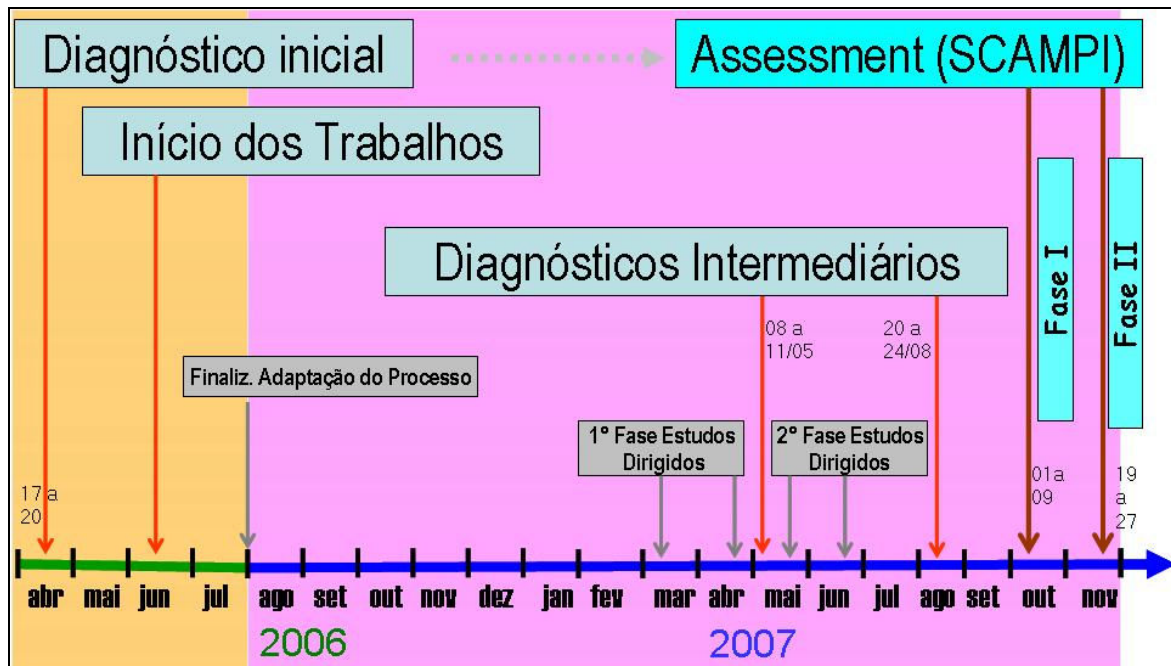 Diagnóstico inicial
Assessment (SCAMPI)
Início dos Trabalhos
Diagnósticos Intermediários
Fase I
Fase II
08 a
11/05
20 a
24/08
Finaliz. Adaptação do Processo
1° Fase Estudos
Dirigidos
2° Fase Estudos
Dirigidos
17 a
20
01 a
09
19
a
27
abr mai jun jul ago set out nov dez jan fev mar abr mai jun jul ago set out nov
2006 2007